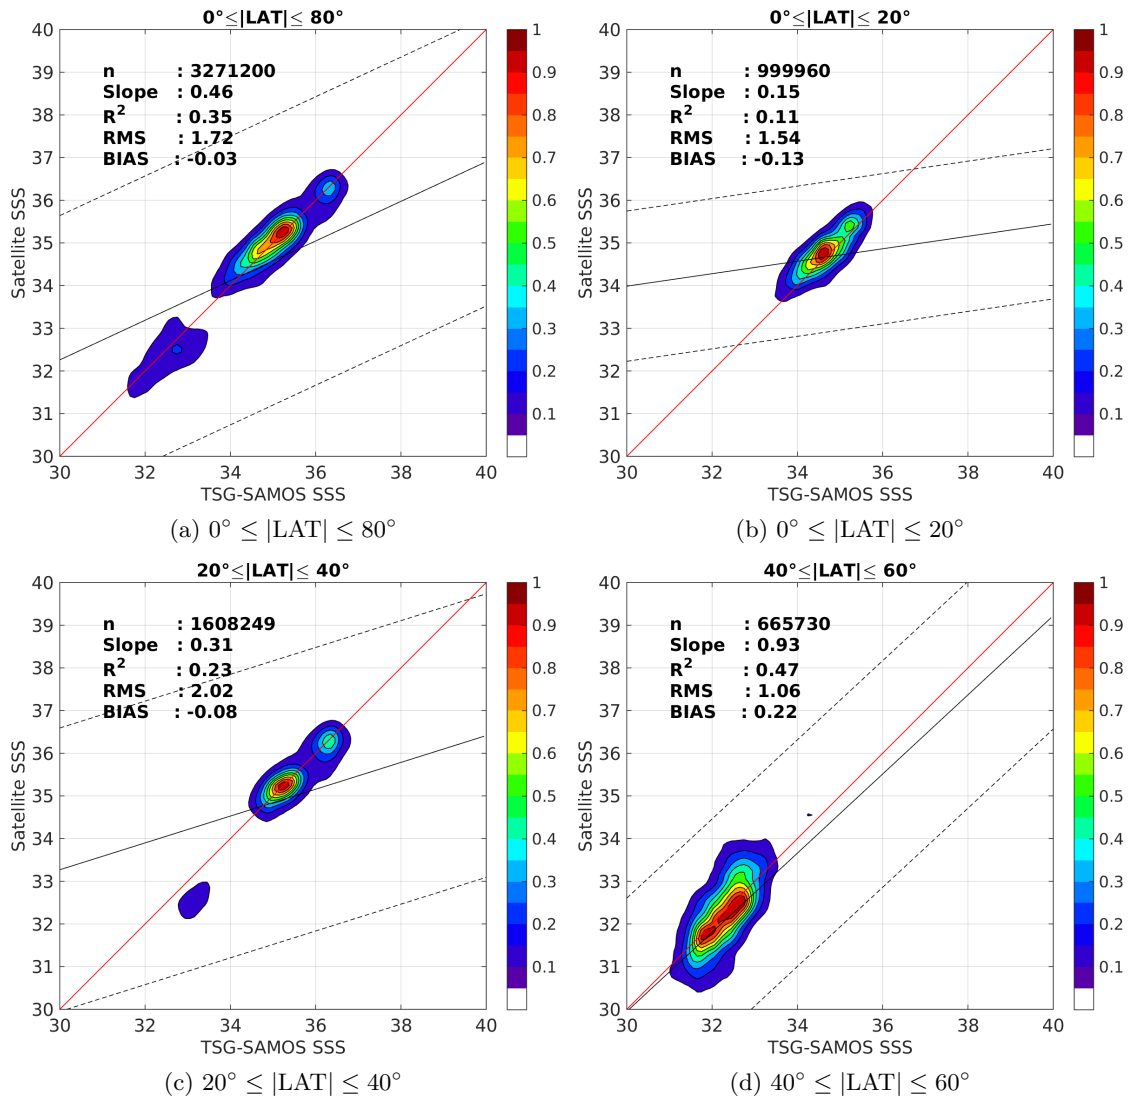 0°≤|LAT|≤ 80°
n : 3271200
Slope : 0.46
R2 : 0.35
RMS : 1.72
BIAS : -0.03
40
39
38
37
36
35
34
33
32
31
30
Satellite SSS
30 32 34 36 38 40
TSG-SAMOS SSS
1
0.9
0.8
0.7
0.6
0.5
0.4
0.3
0.2
0.1
(a) 0° ≤ |LAT| ≤ 80°
0°≤|LAT|≤ 20°
n : 999960
Slope : 0.15
R2 : 0.11
RMS : 1.54
BIAS : -0.13
40
39
38
37
36
35
34
33
32
31
30
Satellite SSS
30 32 34 36 38 40
TSG-SAMOS SSS
1
0.9
0.8
0.7
0.6
0.5
0.4
0.3
0.2
0.1
(b) 0° ≤ |LAT| ≤ 20°
20°≤|LAT|≤ 40°
n : 1608249
Slope : 0.31
R2 : 0.23
RMS : 2.02
BIAS : -0.08
40
39
38
37
36
35
34
33
32
31
30
Satellite SSS
30 32 34 36 38 40
TSG-SAMOS SSS
1
0.9
0.8
0.7
0.6
0.5
0.4
0.3
0.2
0.1
(c) 20° ≤ |LAT| ≤ 40°
40°≤|LAT|≤ 60°
n : 665730
Slope : 0.93
R2 : 0.47
RMS : 1.06
BIAS : 0.22
40
39
38
37
36
35
34
33
32
31
30
Satellite SSS
30 32 34 36 38 40
TSG-SAMOS SSS
1
0.9
0.8
0.7
0.6
0.5
0.4
0.3
0.2
0.1
(d) 40° ≤ |LAT| ≤ 60°